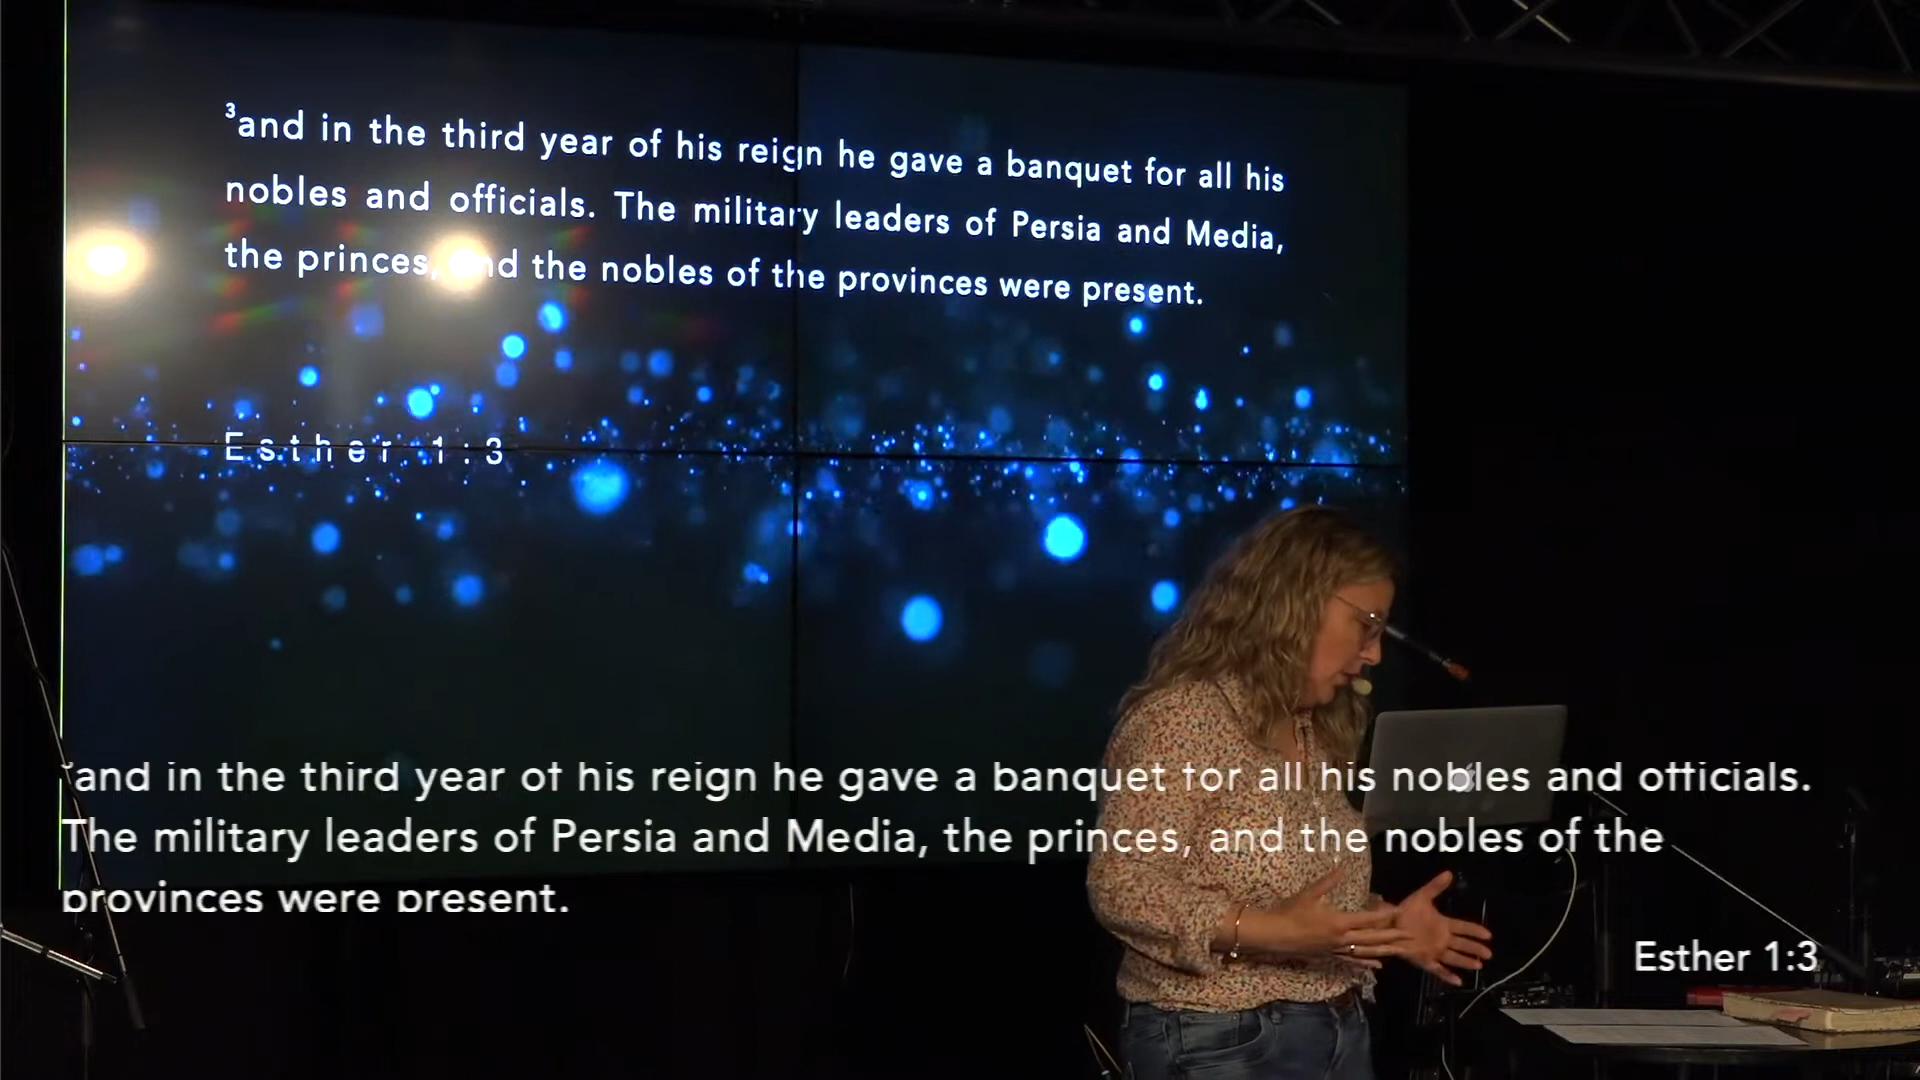 ³and in the third year of his reign he gave a banquet for all his
nobles and officials. The military leaders of Persia and Media,
the princes, and the nobles of the provinces were present.
Esther 1:3
and in the third year of his reign he gave a banquet for all his nobles and officials.
The military leaders of Persia and Media, the princes, and the nobles of the
provinces were present.
Esther 1:3